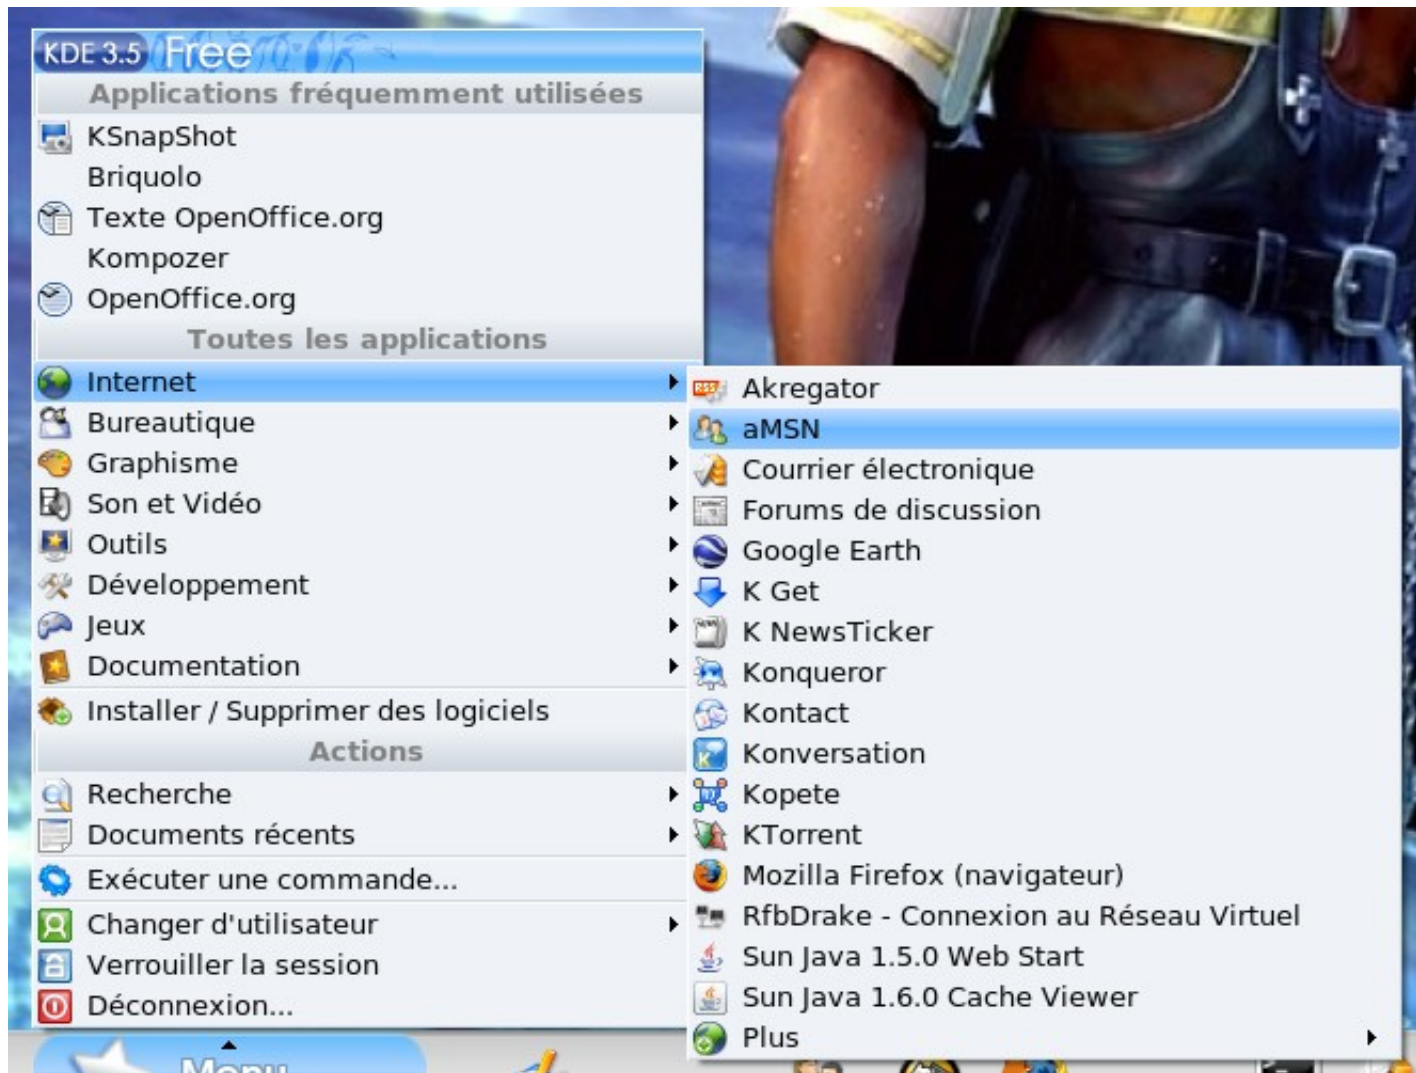 KDE 3.5 Free
Applications fréquemment utilisées
KSnapShot
Briquolo
Texte OpenOffice.org
Kompozer
OpenOffice.org
Toutes les applications
Internet
Bureautique
Graphisme
Son et Vidéo
Outils
Développement
Jeux
Documentation
Installer / Supprimer des logiciels
Actions
Recherche
Documents récents
Exécuter une commande...
Changer d'utilisateur
Verrouiller la session
Déconnexion...
Menu
Akregator
aMSN
Courrier électronique
Forums de discussion
Google Earth
K Get
K NewsTicker
Konqueror
Kontact
Konversation
Kopete
KTorrent
Mozilla Firefox (navigateur)
RfbDrake - Connexion au Réseau Virtuel
Sun Java 1.5.0 Web Start
Sun Java 1.6.0 Cache Viewer
Plus